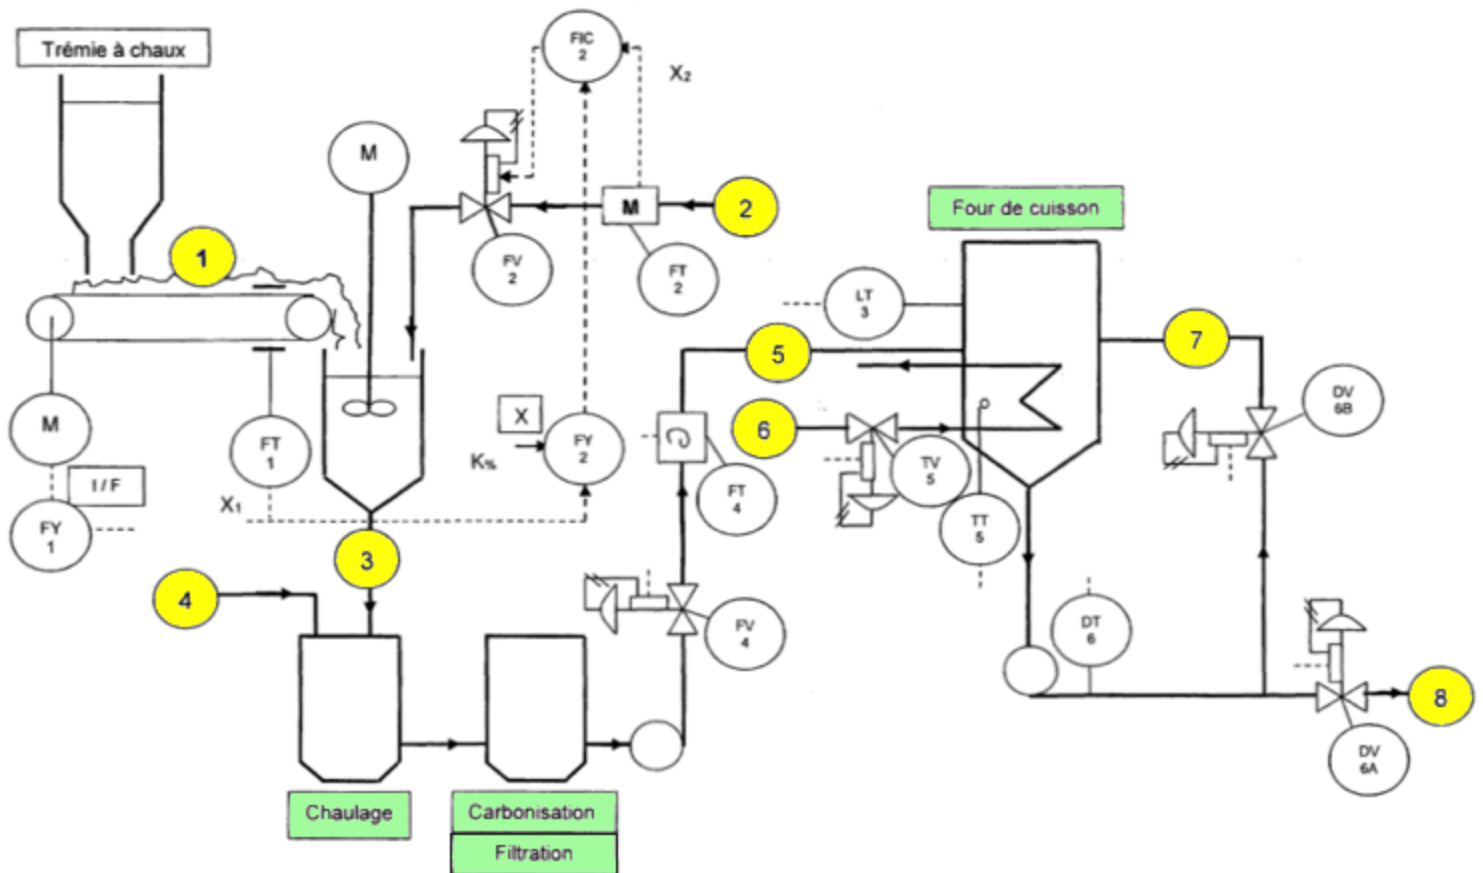 Trémie à chaux
FIC
2
X₂
M
M
2
1
FV
2
FT
2
Four de cuisson
LT
3
7
5
DV
6B
X
6
M
FT
1
FY
2
K%
TV
5
I / F
FT
4
X₁
TT
5
FY
1
3
4
DT
6
FV
4
8
DV
6A
Chaulage
Carbonisation
Filtration